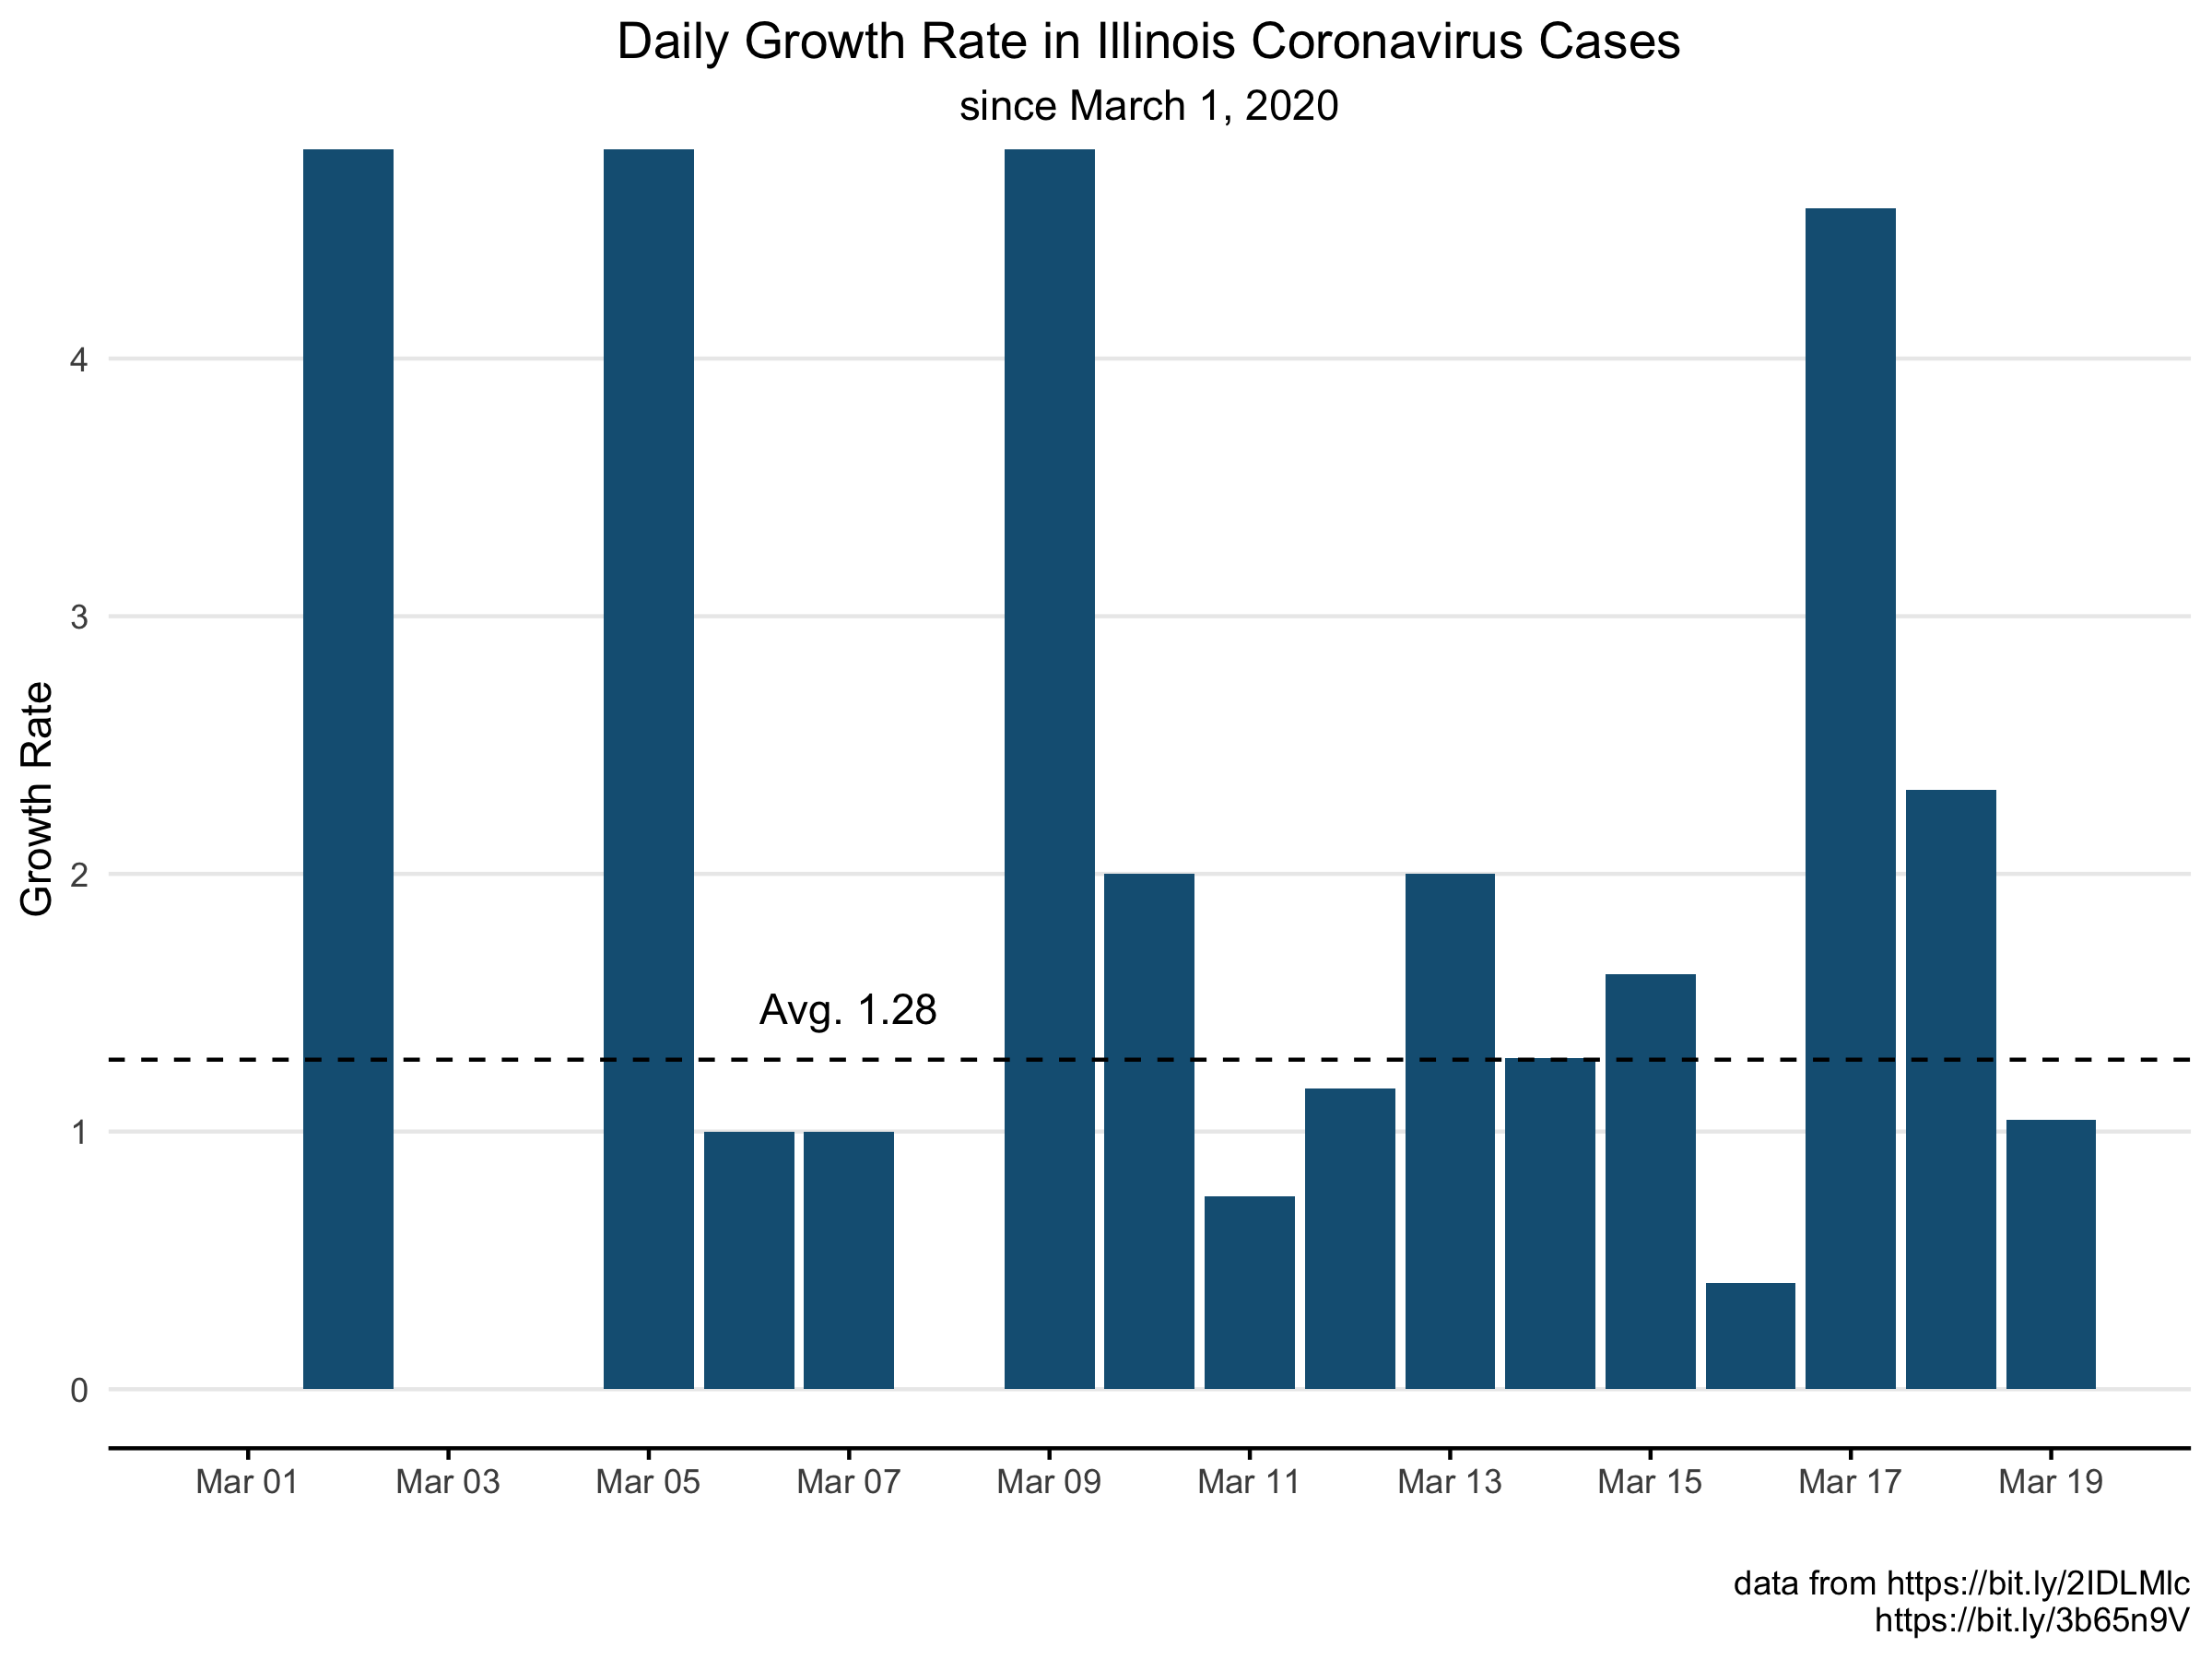 Daily Growth Rate in Illinois Coronavirus Cases
since March 1, 2020
Growth Rate
4
3
2
1
0
Avg. 1.28
Mar 01 Mar 03 Mar 05 Mar 07 Mar 09 Mar 11 Mar 13 Mar 15 Mar 17 Mar 19
data from https://bit.ly/2IDLMlc
https://bit.ly/3b65n9V